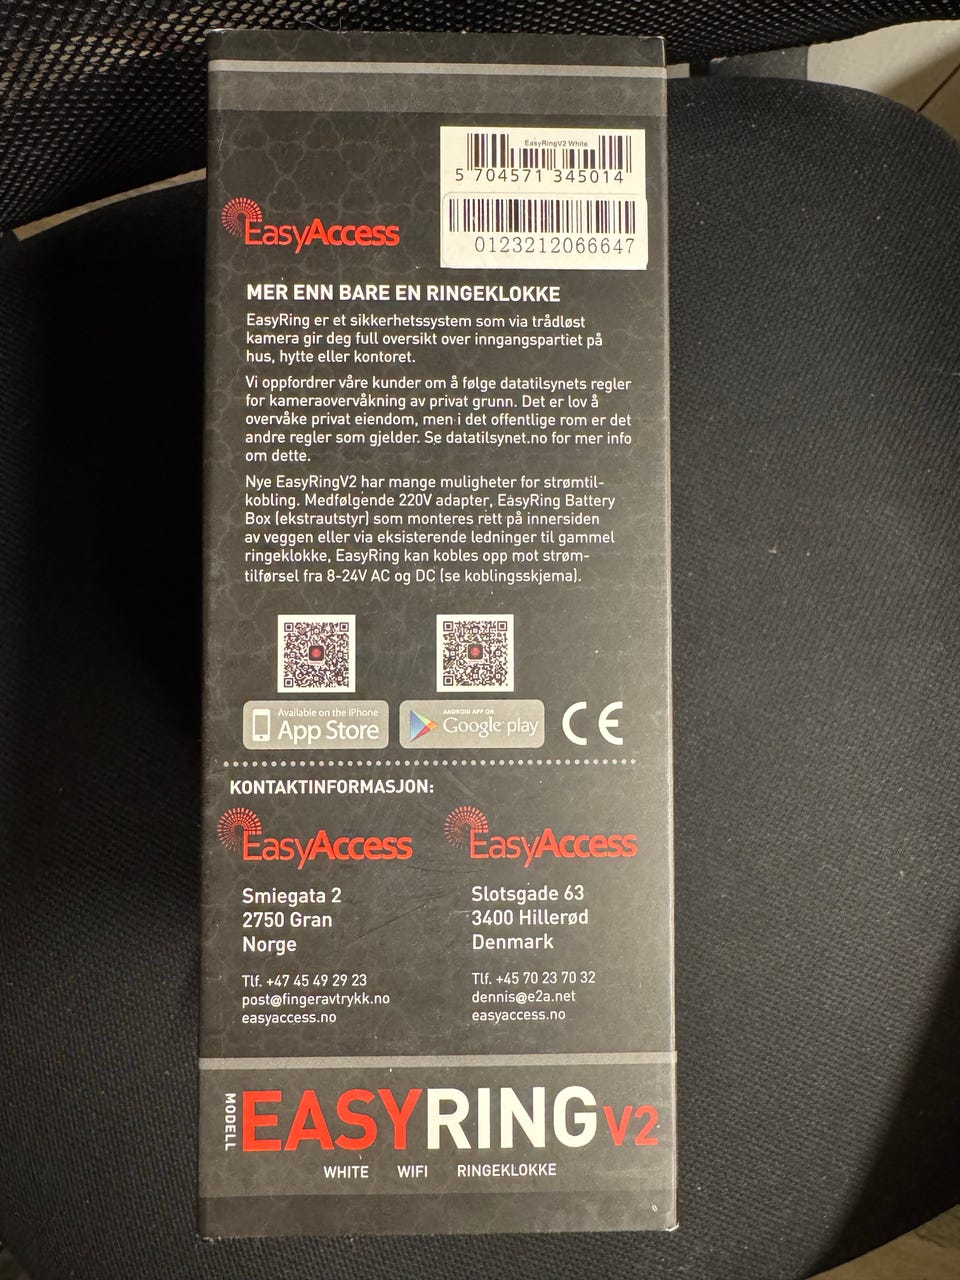 EasyRingV2 White
5 704571 345014
0123212066647
EasyAccess
MER ENN BARE EN RINGEKLOKKE
EasyRing er et sikkerhetssystem som via trådløst
kamera gir deg full oversikt over inngangspartiet på
hus, hytte eller kontoret.
Vi oppfordrer våre kunder om å følge datatilsynets regler
for kameraovervåkning av privat grunn. Det er lov å
overvåke privat eiendom, men i det offentlige rom er det
andre regler som gjelder. Se datatilsynet.no for mer info
om dette.
Nye EasyRingV2 har mange muligheter for strømtil-
kobling. Medfølgende 220V adapter, EasyRing Battery
Box (ekstrautstyr) som monteres rett på innersiden
av veggen eller via eksisterende ledninger til gammel
ringeklokke, EasyRing kan kobles opp mot strøm-
tilførsel fra 8-24V AC og DC (se koblingsskjema).
Available on the iPhone
App Store
ANDROID APP ON
Google play
CE
KONTAKTINFORMASJON:
EasyAccess
Smiegata 2
2750 Gran
Norge
Tlf. +47 45 49 29 23
post@fingeravtrykk.no
easyaccess.no
EasyAccess
Slotsgade 63
3400 Hillerød
Denmark
Tlf. +45 70 23 70 32
dennis@e2a.net
easyaccess.no
MODELL
EASYRING V2
WHITE WIFI RINGEKLOKKE